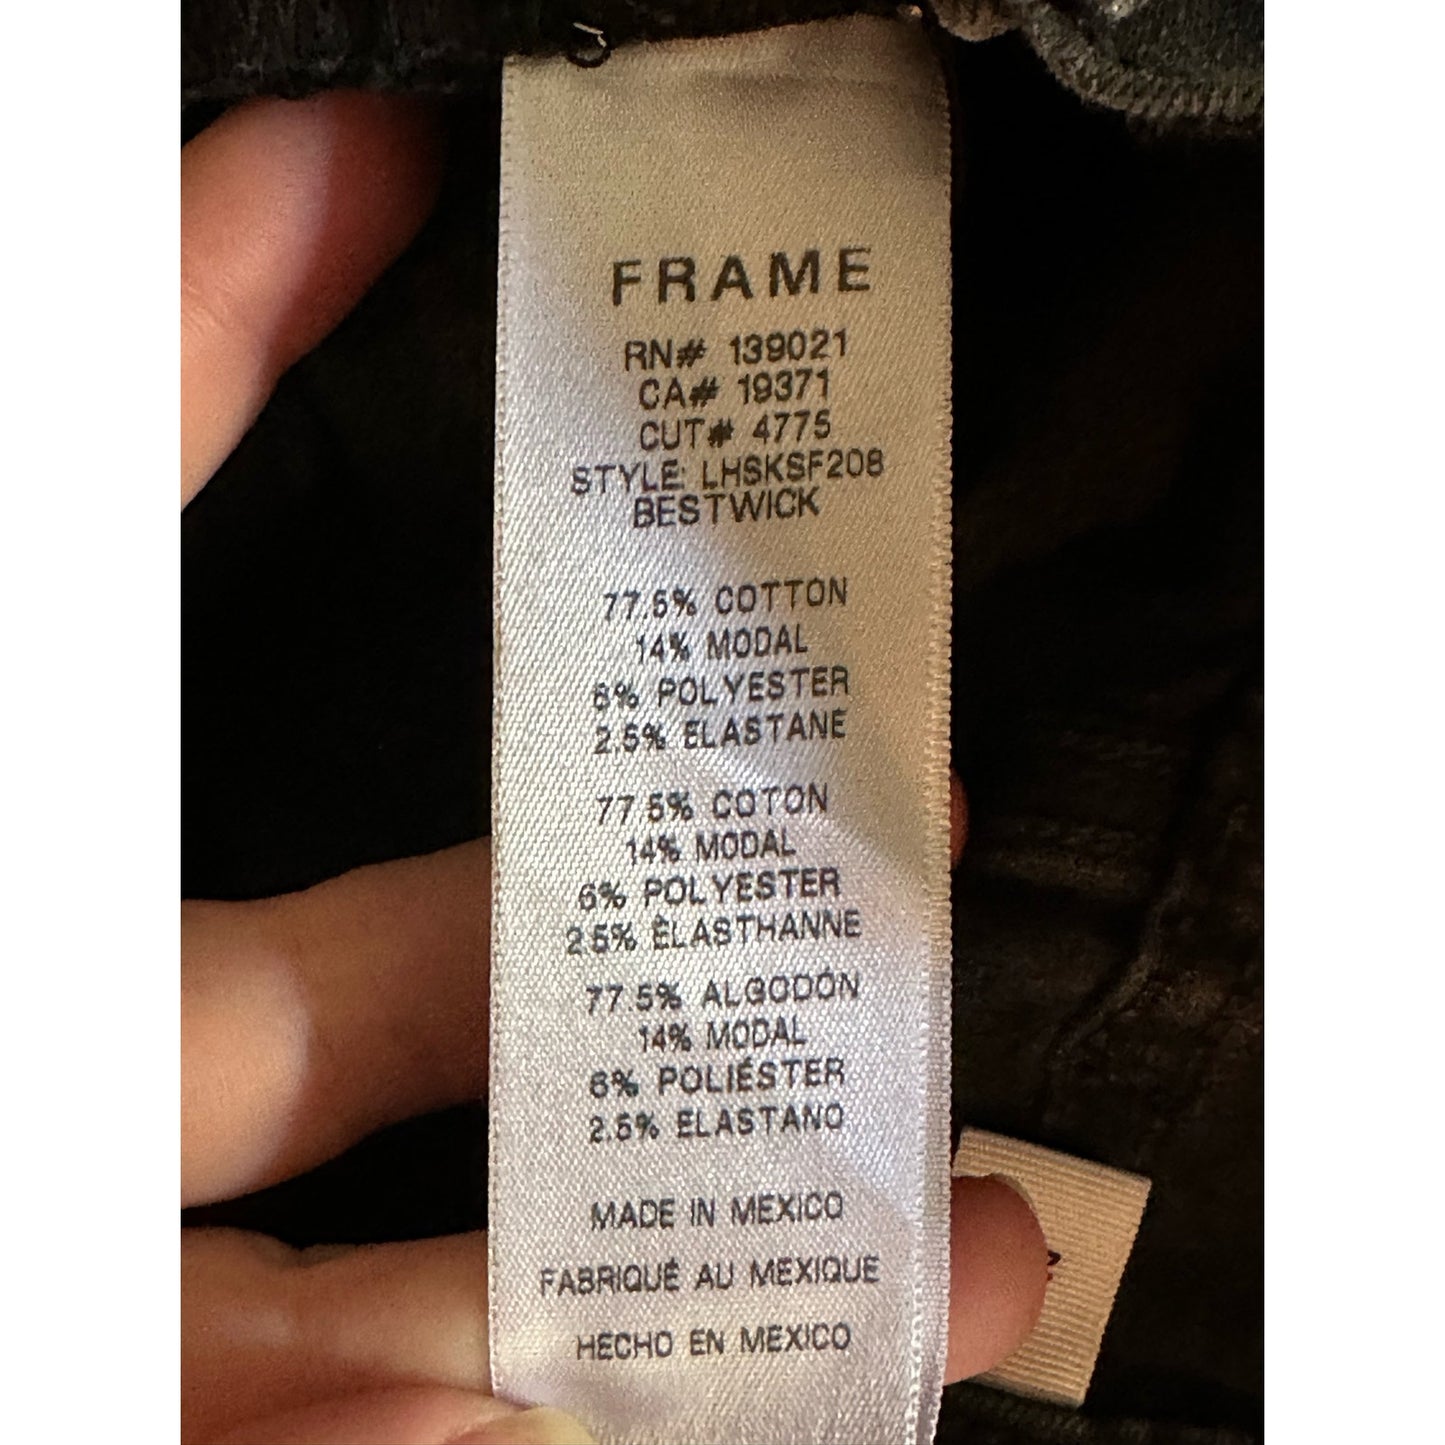 FRAME
RN# 139021
CA# 19371
CUT# 4775
STYLE: LHSKSF208
BESTWICK
77.5% COTTON
14% MODAL
6% POLYESTER
2.5% ELASTANE
77.5% COTON
14% MODAL
6% POLYESTER
2.5% ÉLASTHANNE
77.5% ALGODÓN
14% MODAL
6% POLIÉSTER
2.5% ELASTANO
MADE IN MEXICO
FABRIQUÉ AU MEXIQUE
HECHO EN MEXICO